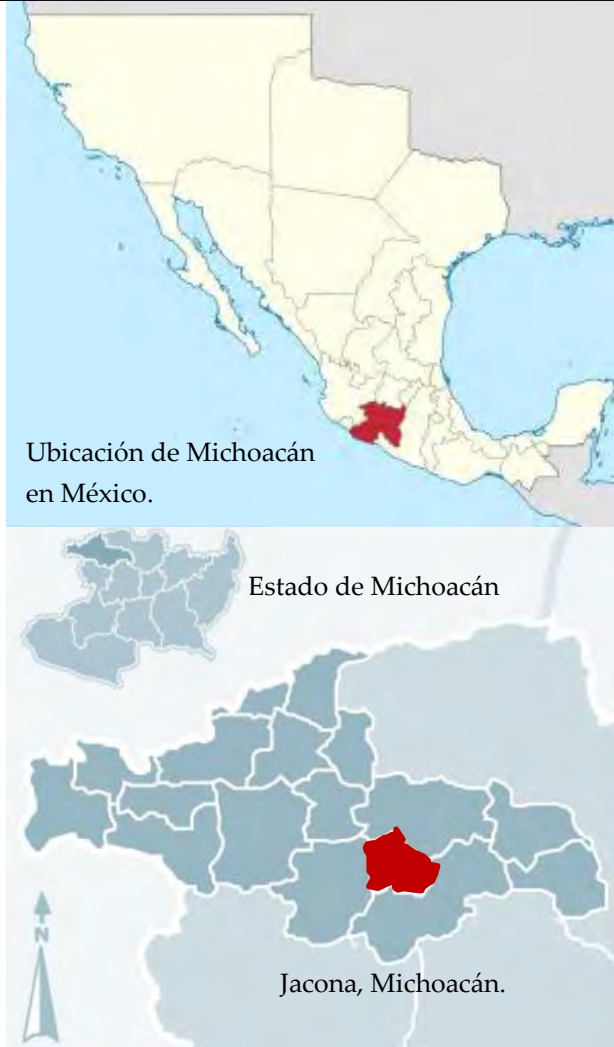 Ubicación de Michoacán
en México.
Estado de Michoacán
N
Jacona, Michoacán.